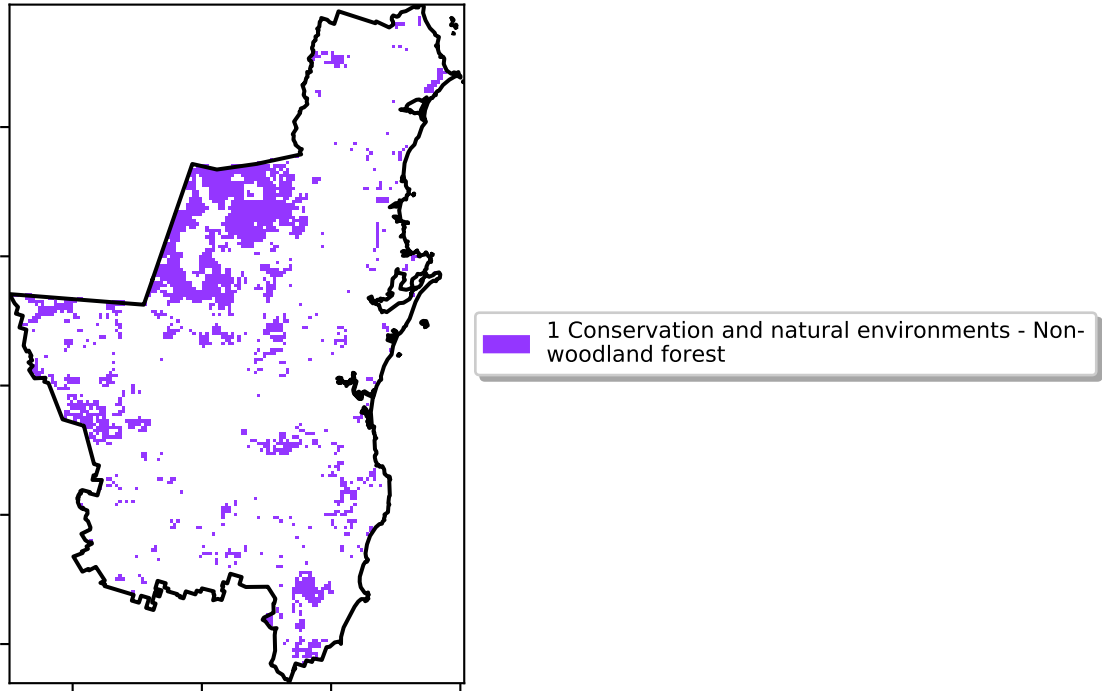 1 Conservation and natural environments - Non-
woodland forest